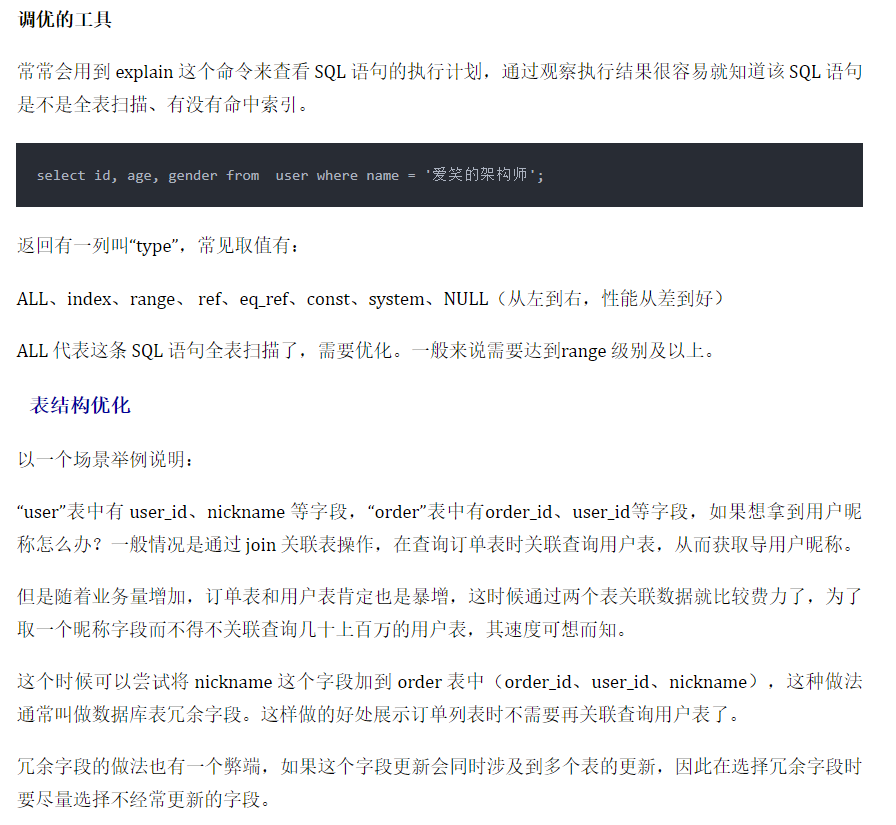 调优的工具
常常会用到 explain 这个命令来查看 SQL 语句的执行计划，通过观察执行结果很容易就知道该 SQL 语句
是不是全表扫描、有没有命中索引。
select id, age, gender from  user where name = '爱笑的架构师';
返回有一列叫“type”，常见取值有：
ALL、index、range、 ref、eq_ref、const、system、NULL（从左到右，性能从差到好）
ALL 代表这条 SQL 语句全表扫描了，需要优化。一般来说需要达到range 级别及以上。
表结构优化
以一个场景举例说明：
“user”表中有 user_id、nickname 等字段，“order”表中有order_id、user_id等字段，如果想拿到用户昵
称怎么办？一般情况是通过 join 关联表操作，在查询订单表时关联查询用户表，从而获取导用户昵称。
但是随着业务量增加，订单表和用户表肯定也是暴增，这时候通过两个表关联数据就比较费力了，为了
取一个昵称字段而不得不关联查询几十上百万的用户表，其速度可想而知。
这个时候可以尝试将 nickname 这个字段加到 order 表中（order_id、user_id、nickname），这种做法
通常叫做数据库表冗余字段。这样做的好处展示订单列表时不需要再关联查询用户表了。
冗余字段的做法也有一个弊端，如果这个字段更新会同时涉及到多个表的更新，因此在选择冗余字段时
要尽量选择不经常更新的字段。